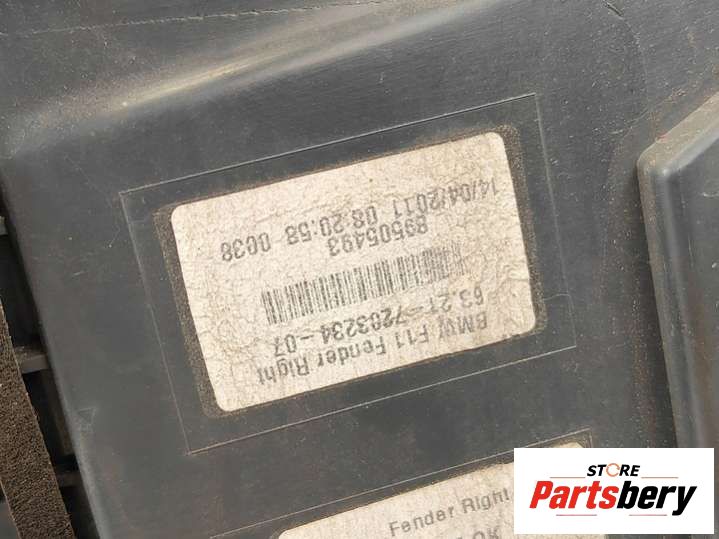 BMW F11 Fender Right
63.21-7203234-07
89505493
14/04/2011 08:20:58 0038
Fender Right
OK
STORE
Partsbery